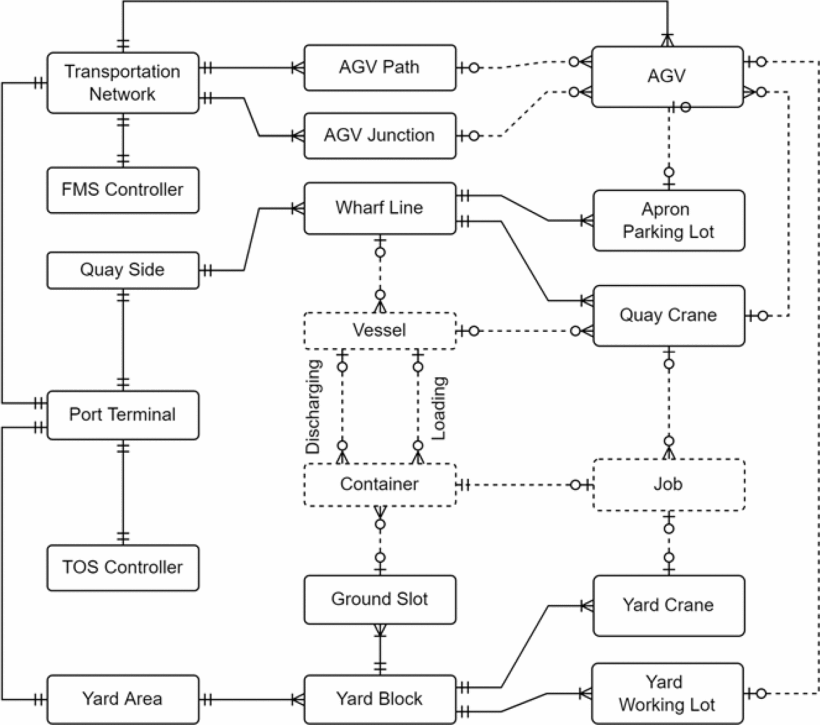 Transportation
Network
AGV Path
AGV
AGV Junction
FMS Controller
Wharf Line
Apron
Parking Lot
Quay Side
Vessel
Quay Crane
Discharging
Loading
Port Terminal
Container
Job
TOS Controller
Ground Slot
Yard Crane
Yard Area
Yard Block
Yard
Working Lot